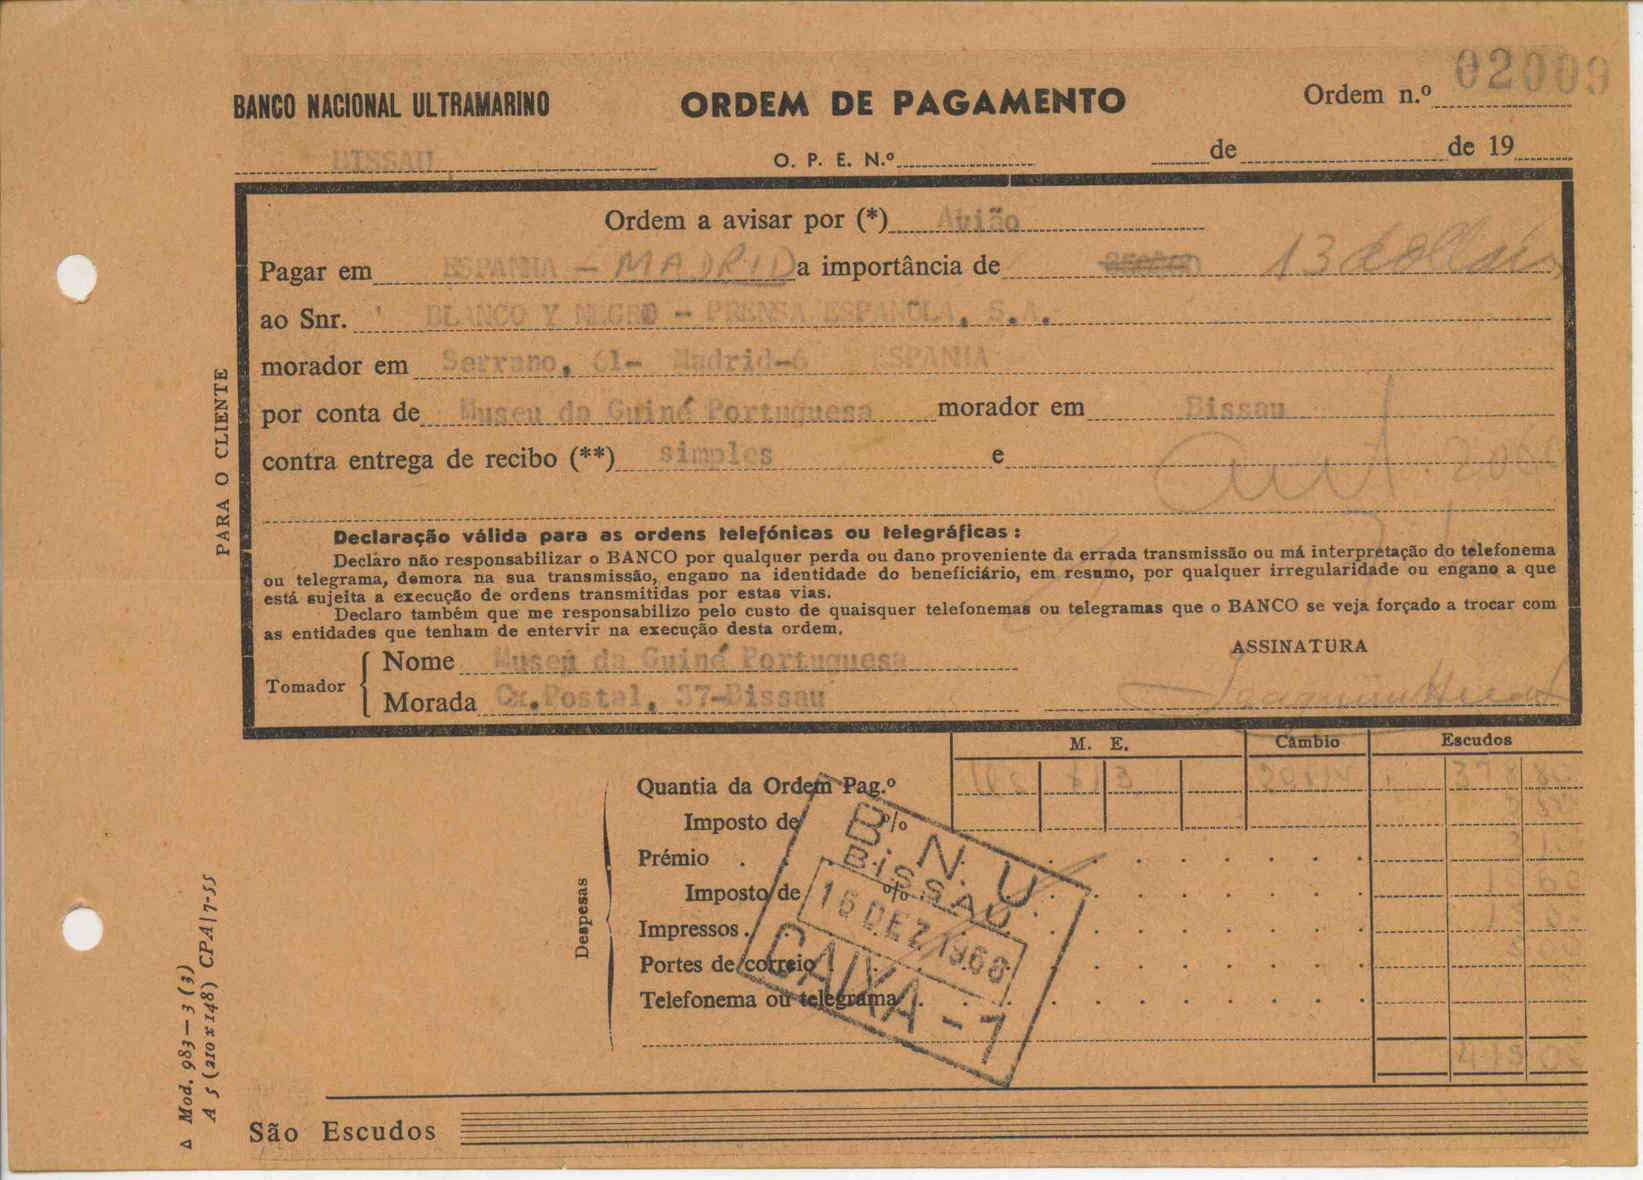 Ordem n.º 02009
BANCO NACIONAL ULTRAMARINO
ORDEM DE PAGAMENTO
BISSAU
O. P. E. N.º
de de 19
Ordem a avisar por (*) Avião
Pagar em ESPANHA - MADRID a importância de 13 dollars
ao Snr. BLANCO Y NEGRO - PRENSA ESPANOLA, S.A.
morador em Serrano, 61- Madrid-6 ESPANHA
por conta de Museu da Guiné Portuguesa morador em Bissau
contra entrega de recibo (**) simples e
Declaração válida para as ordens telefónicas ou telegráficas :
Declaro não responsabilizar o BANCO por qualquer perda ou dano proveniente da errada transmissão ou má interpretação do telefonema
ou telegrama, demora na sua transmissão, engano na identidade do beneficiário, em resumo, por qualquer irregularidade ou engano a que
está sujeita a execução de ordens transmitidas por estas vias.
Declaro também que me responsabilizo pelo custo de quaisquer telefonemas ou telegramas que o BANCO se veja forçado a trocar com
as entidades que tenham de entervir na execução desta ordem.
ASSINATURA
Tomador
Nome Museu da Guiné Portuguesa
Morada Cx.Postal, 37-Bissau
PARA O CLIENTE
M. E. Câmbio Escudos
Despesas
Quantia da Ordem Pag.º
Imposto de %
Prémio .
Imposto de %
Impressos .
Portes de correio
Telefonema ou telegrama .
B. N. U.
BISSAU
16 DEZ 1966
CAIXA - 1
São Escudos
Δ Mod. 983 — 3 (3)
A 5 (210 x 148) CPA | 7-55